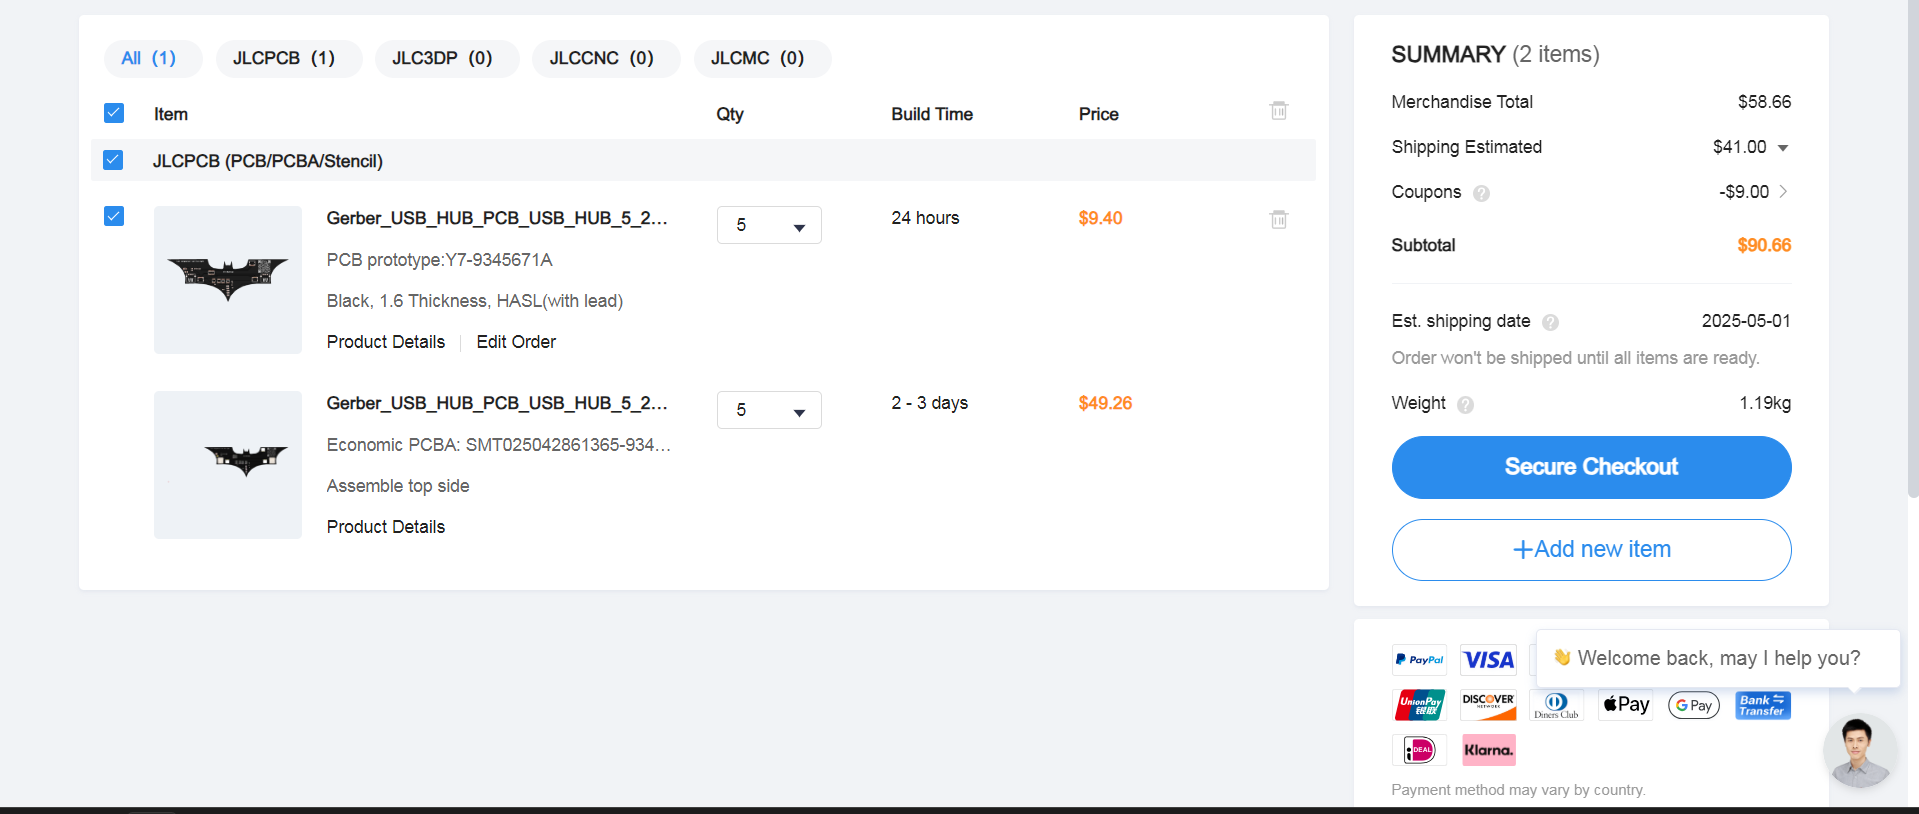 All (1)
JLCPCB (1)
JLC3DP (0)
JLCCNC (0)
JLCMC (0)
Item
Qty
Build Time
Price
JLCPCB (PCB/PCBA/Stencil)
Gerber_USB_HUB_PCB_USB_HUB_5_2...
5
24 hours
$9.40
PCB prototype:Y7-9345671A
Black, 1.6 Thickness, HASL(with lead)
Product Details
Edit Order
Gerber_USB_HUB_PCB_USB_HUB_5_2...
5
2 - 3 days
$49.26
Economic PCBA: SMT025042861365-934...
Assemble top side
Product Details
SUMMARY (2 items)
Merchandise Total $58.66
Shipping Estimated $41.00
Coupons ? -$9.00
Subtotal $90.66
Est. shipping date ? 2025-05-01
Order won't be shipped until all items are ready.
Weight ? 1.19kg
Secure Checkout
+Add new item
PayPal
VISA
👋 Welcome back, may I help you?
UnionPay
银联
DISCOVER
NETWORK
Diners Club
Pay
G Pay
Bank
Transfer
iDEAL
Klarna.
Payment method may vary by country.